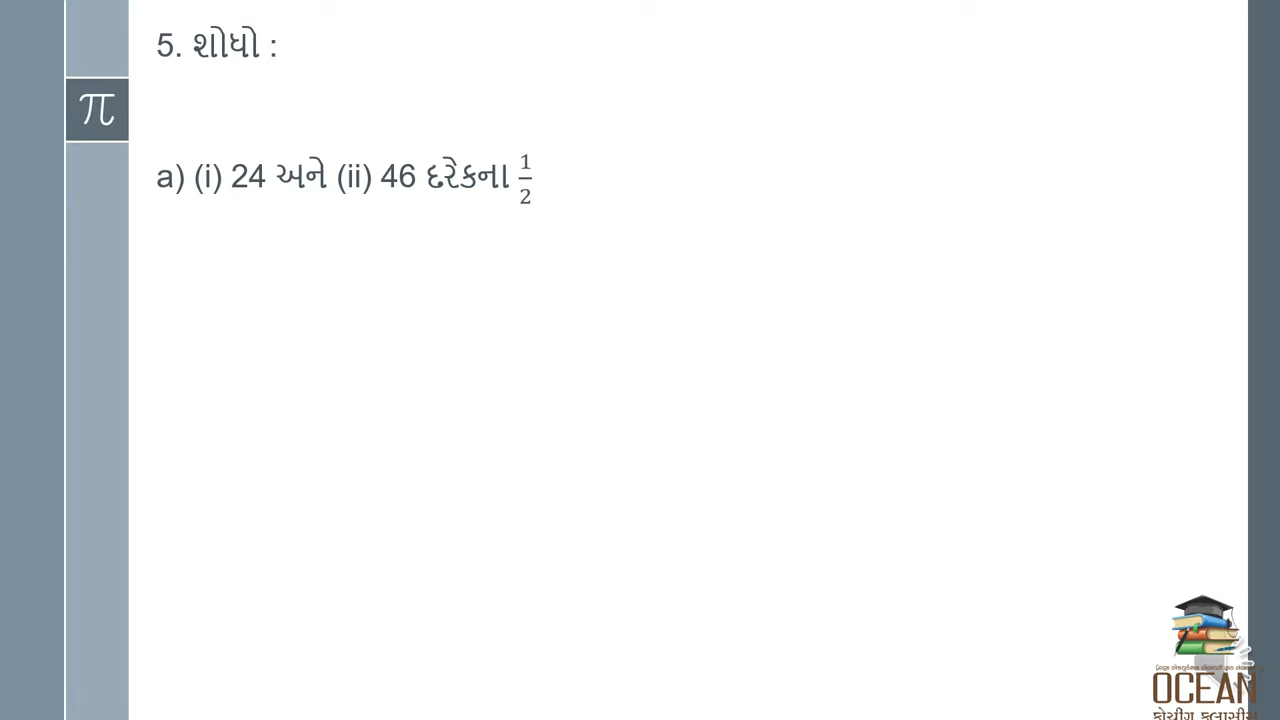 5. શોધો :
π
a) (i) 24 અને (ii) 46 દરેકના 1/2
OCEAN
કોચીંગ ક્લાસીસ